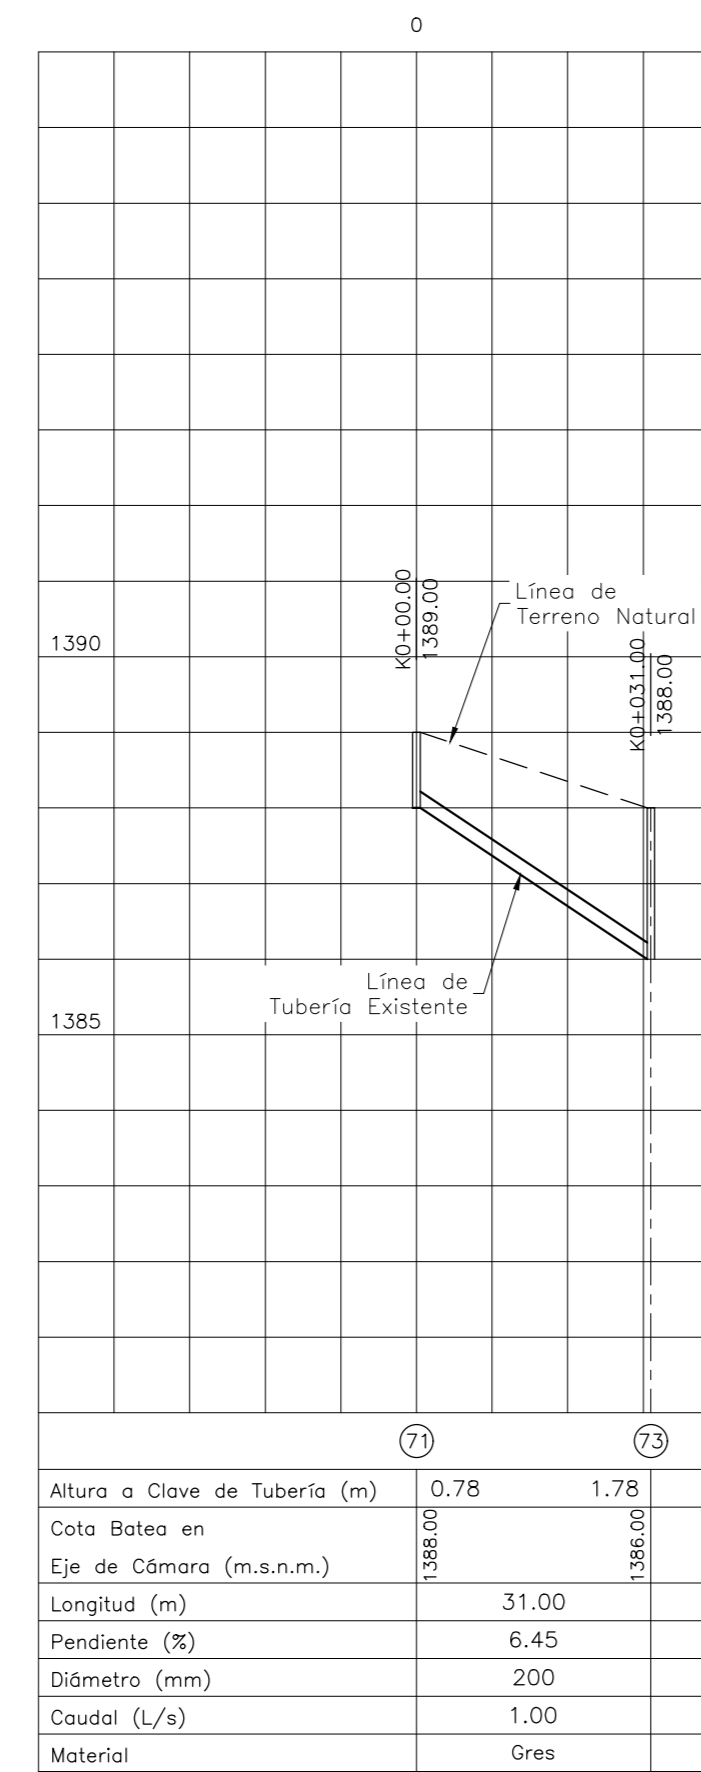 0
K0+00.00
1389.00
Línea de
Terreno Natural
1390
K0+031.00
1388.00
Línea de
Tubería Existente
1385
71
73
Altura a Clave de Tubería (m) 0.78 1.78
Cota Batea en
Eje de Cámara (m.s.n.m.) 1388.00 1386.00
Longitud (m) 31.00
Pendiente (%) 6.45
Diámetro (mm) 200
Caudal (L/s) 1.00
Material Gres